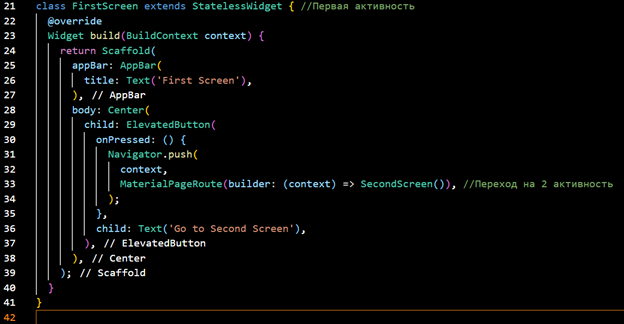 21 class FirstScreen extends StatelessWidget { //Первая активность
22   @override
23   Widget build(BuildContext context) {
24     return Scaffold(
25       appBar: AppBar(
26         title: Text('First Screen'),
27       ), // AppBar
28       body: Center(
29         child: ElevatedButton(
30           onPressed: () {
31             Navigator.push(
32               context,
33               MaterialPageRoute(builder: (context) => SecondScreen()), //Переход на 2 активность
34             );
35           },
36           child: Text('Go to Second Screen'),
37         ), // ElevatedButton
38       ), // Center
39     ); // Scaffold
40   }
41 }
42